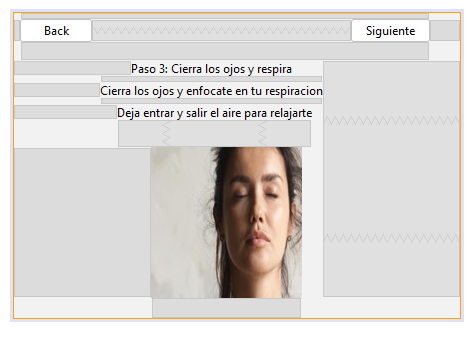 Back
Siguiente
Paso 3: Cierra los ojos y respira
Cierra los ojos y enfocate en tu respiracion
Deja entrar y salir el aire para relajarte